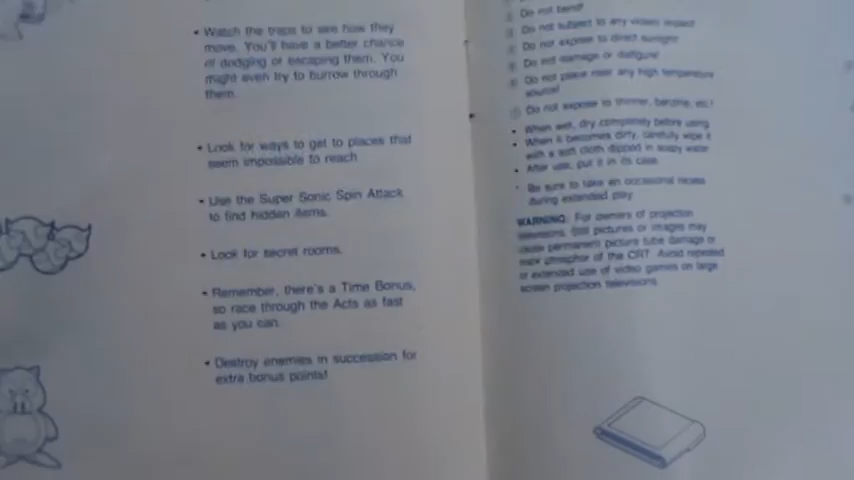 • Watch the traps to see how they
move. You'll have a better chance
of dodging or escaping them. You
might even try to burrow through
them.
• Look for ways to get to places that
seem impossible to reach.
• Use the Super Sonic Spin Attack
to find hidden items.
• Look for secret rooms.
• Remember, there's a Time Bonus,
so race through the Acts as fast
as you can.
• Destroy enemies in succession for
extra bonus points!
Do not bend!
Do not subject to any violent impact!
Do not expose to direct sunlight!
Do not damage or disfigure!
Do not place near any high temperature
source!
Do not expose to thinner, benzine, etc.!
• When wet, dry completely before using.
• When it becomes dirty, carefully wipe it
with a soft cloth dipped in soapy water.
• After use, put it in its case.
• Be sure to take an occasional recess
during extended play.
WARNING: For owners of projection
televisions. Still pictures or images may
cause permanent picture tube damage or
mark phosphor of the CRT. Avoid repeated
or extended use of video games on large
screen projection televisions.